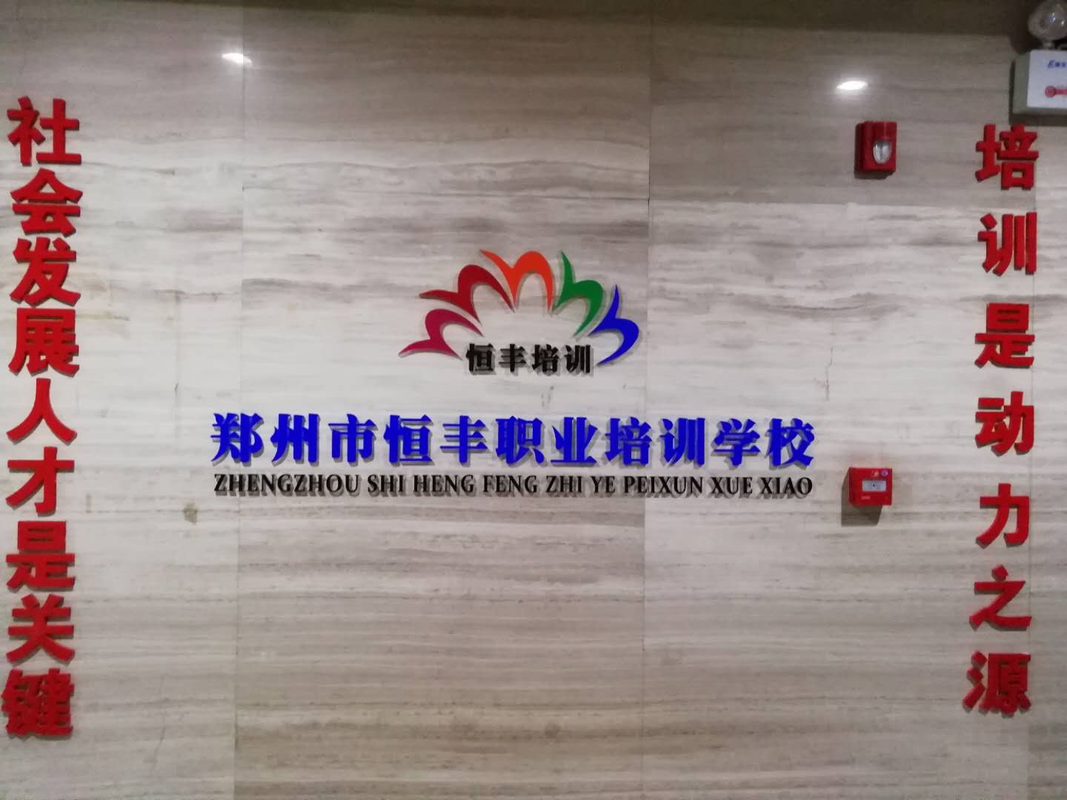 社会发展人才是关键
恒丰培训
郑州市恒丰职业培训学校
ZHENGZHOU SHI HENG FENG ZHI YE PEIXUN XUE XIAO
培训是动力之源